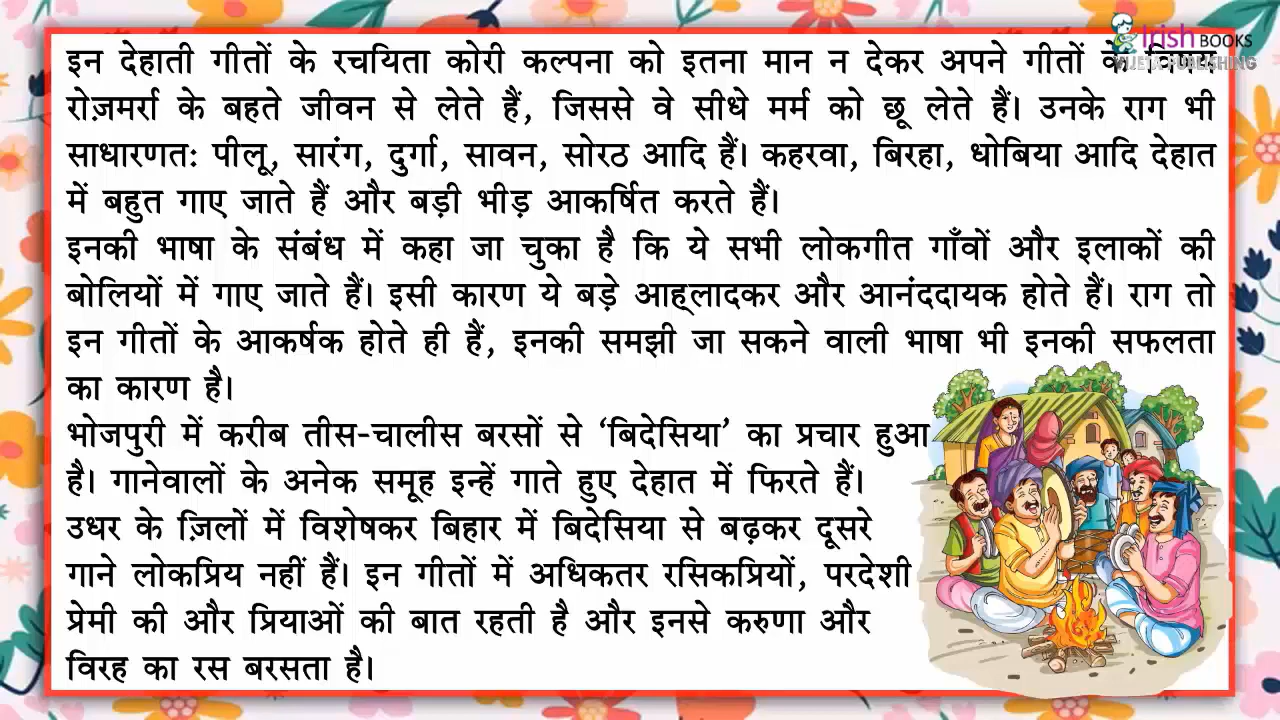 Irish BOOKS
VIJETA PUBLISHING
इन देहाती गीतों के रचयिता कोरी कल्पना को इतना मान न देकर अपने गीतों के
रोज़मर्रा के बहते जीवन से लेते हैं, जिससे वे सीधे मर्म को छू लेते हैं। उनके राग भी
साधारणतः पीलू, सारंग, दुर्गा, सावन, सोरठ आदि हैं। कहरवा, बिरहा, धोबिया आदि देहात
में बहुत गाए जाते हैं और बड़ी भीड़ आकर्षित करते हैं।
इनकी भाषा के संबंध में कहा जा चुका है कि ये सभी लोकगीत गाँवों और इलाकों की
बोलियों में गाए जाते हैं। इसी कारण ये बड़े आह्लादकर और आनंददायक होते हैं। राग तो
इन गीतों के आकर्षक होते ही हैं, इनकी समझी जा सकने वाली भाषा भी इनकी सफलता
का कारण है।
भोजपुरी में करीब तीस-चालीस बरसों से ‘बिदेसिया’ का प्रचार हुआ
है। गानेवालों के अनेक समूह इन्हें गाते हुए देहात में फिरते हैं।
उधर के ज़िलों में विशेषकर बिहार में बिदेसिया से बढ़कर दूसरे
गाने लोकप्रिय नहीं हैं। इन गीतों में अधिकतर रसिकप्रियों, परदेशी
प्रेमी की और प्रियाओं की बात रहती है और इनसे करुणा और
विरह का रस बरसता है।